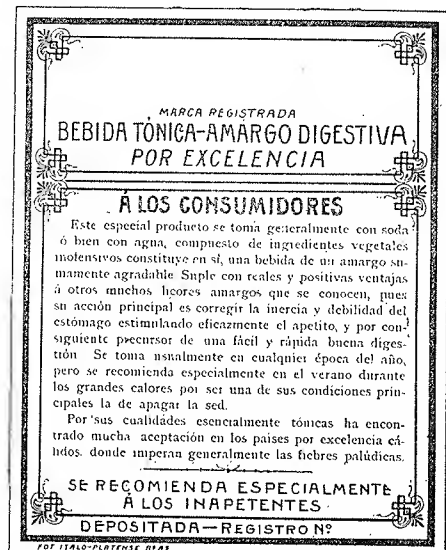 MARCA REGISTRADA
BEBIDA TÓNICA-AMARGO DIGESTIVA
POR EXCELENCIA
Á LOS CONSUMIDORES
Este especial producto se toma generalmente con soda
ó bien con agua, compuesto de ingredientes vegetales
inofensivos constituye en sí, una bebida de un amargo su-
mamente agradable Suple con reales y positivas ventajas
á otros muchos licores amargos que se conocen, pues
su acción principal es corregir la inercia y debilidad del
estómago estimulando eficazmente el apetito, y por con-
siguiente precursor de una fácil y rápida buena diges-
tión Se toma usualmente en cualquier época del año,
pero se recomienda especialmente en el verano durante
los grandes calores por ser una de sus condiciones prin-
cipales la de apagar la sed.
Por sus cualidades esencialmente tónicas ha encon-
trado mucha aceptación en los paises por excelencia cá-
lidos, donde imperan generalmente las fiebres palúdicas.
SE RECOMIENDA ESPECIALMENTE
Á LOS INAPETENTES
DEPOSITADA—REGISTRO Nº
FOT ITALO-PLATENSE BS AS